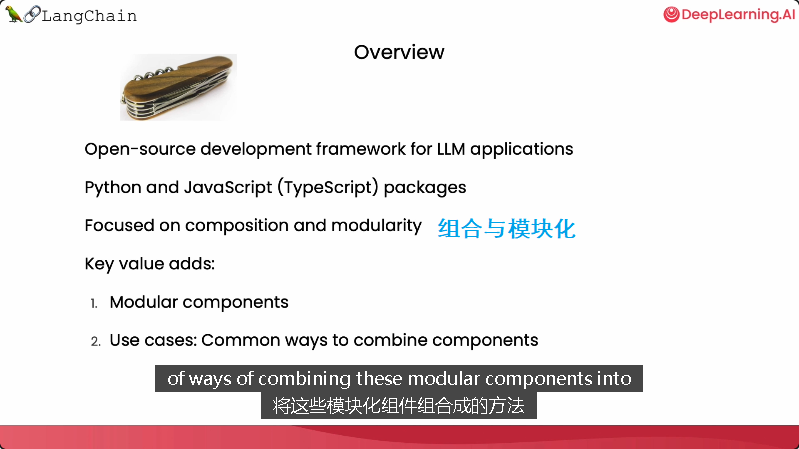 LangChain
DeepLearning.AI
Overview
Open-source development framework for LLM applications
Python and JavaScript (TypeScript) packages
Focused on composition and modularity 组合与模块化
Key value adds:
1. Modular components
2. Use cases: Common ways to combine components
of ways of combining these modular components into
将这些模块化组件组合成的方法